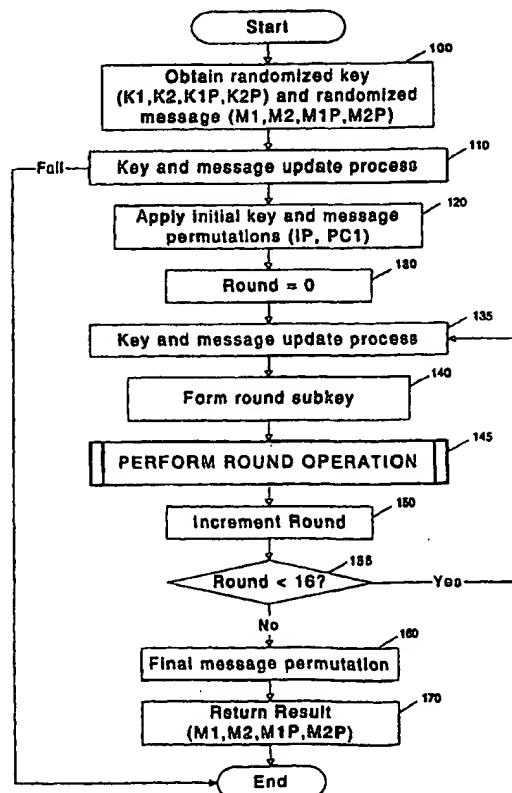 Start
100
Obtain randomized key
(K1,K2,K1P,K2P) and randomized
message (M1,M2,M1P,M2P)
110
Fail
Key and message update process
120
Apply initial key and message
permutations (IP, PC1)
130
Round = 0
135
Key and message update process
140
Form round subkey
145
PERFORM ROUND OPERATION
150
Increment Round
155
Round < 16?
Yes
No
160
Final message permutation
170
Return Result
(M1,M2,M1P,M2P)
End